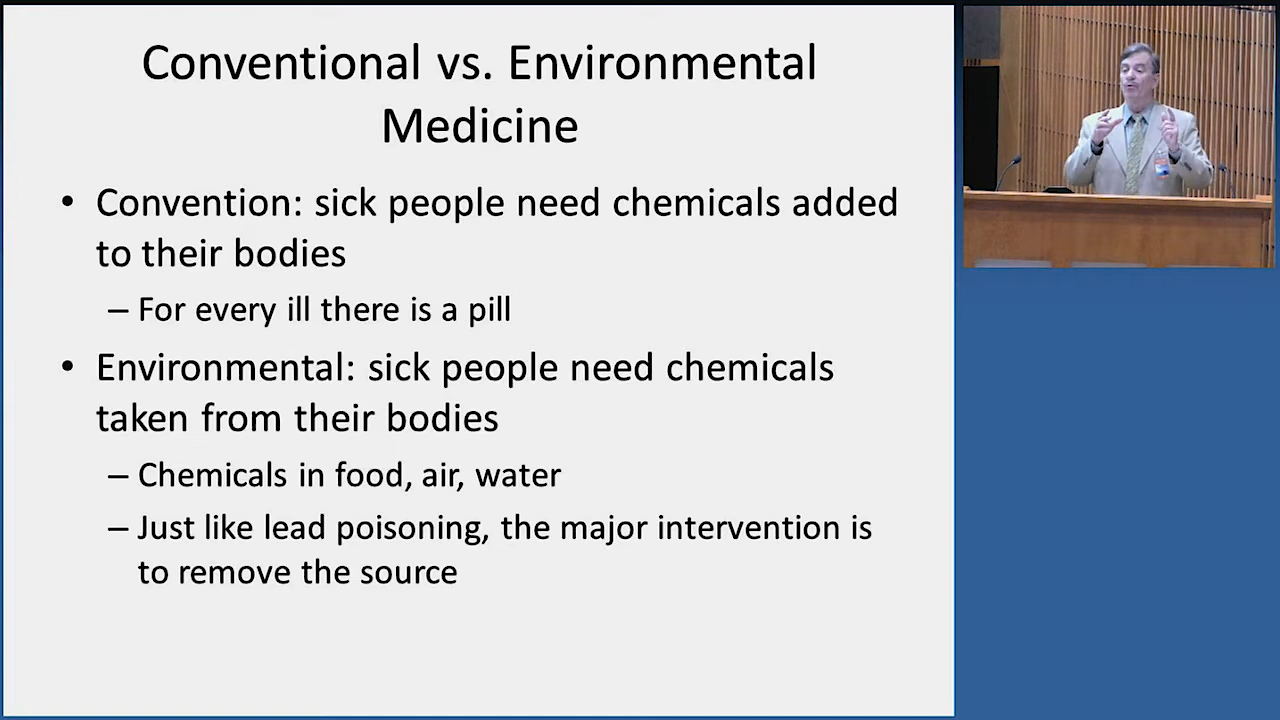 Conventional vs. Environmental
Medicine
• Convention: sick people need chemicals added
to their bodies
– For every ill there is a pill
• Environmental: sick people need chemicals
taken from their bodies
– Chemicals in food, air, water
– Just like lead poisoning, the major intervention is
to remove the source